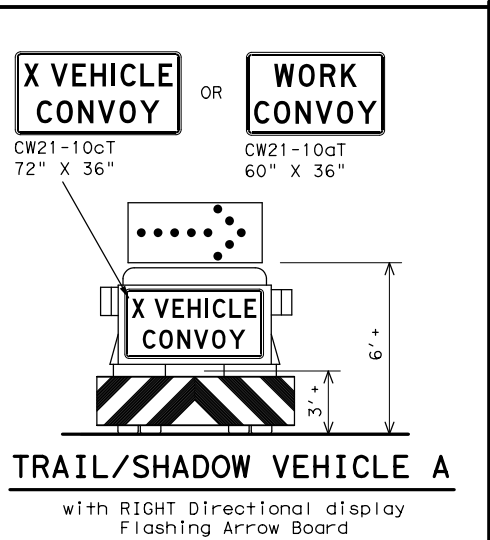 X VEHICLE
CONVOY
OR
WORK
CONVOY
CW21-10cT
72" X 36"
CW21-10aT
60" X 36"
X VEHICLE
CONVOY
6'+
3'+
TRAIL/SHADOW VEHICLE A
with RIGHT Directional display
Flashing Arrow Board